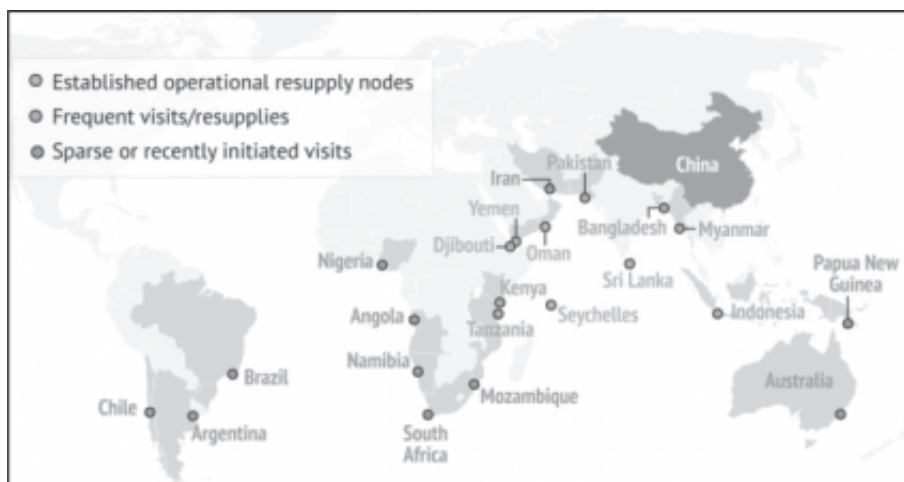 Established operational resupply nodes
Frequent visits/resupplies
Sparse or recently initiated visits
China
Pakistan
Iran
Yemen
Bangladesh
Myanmar
Djibouti
Oman
Nigeria
Sri Lanka
Papua New
Guinea
Kenya
Seychelles
Indonesia
Angola
Tanzania
Namibia
Brazil
Mozambique
Australia
Chile
Argentina
South
Africa